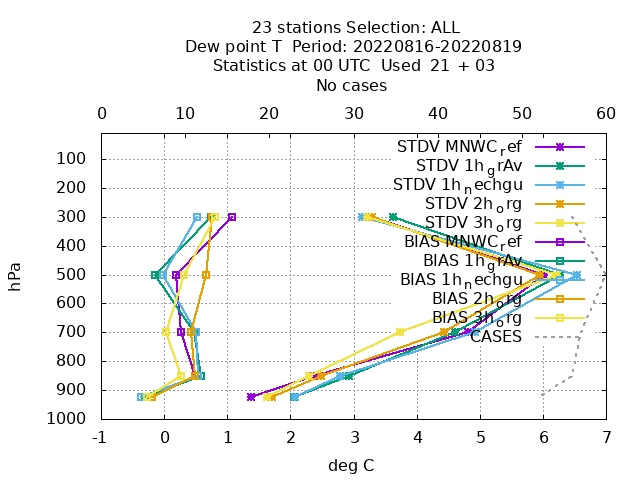 23 stations Selection: ALL
Dew point T  Period: 20220816-20220819
Statistics at 00 UTC  Used  21 + 03
No cases
0 10 20 30 40 50 60
STDV MNWC_ref
STDV 1h_grAv
STDV 1h_nechgu
STDV 2h_org
STDV 3h_org
BIAS MNWC_ref
BIAS 1h_grAv
BIAS 1h_nechgu
BIAS 2h_org
BIAS 3h_org
CASES
100
200
300
400
500
600
700
800
900
1000
hPa
-1 0 1 2 3 4 5 6 7
deg C